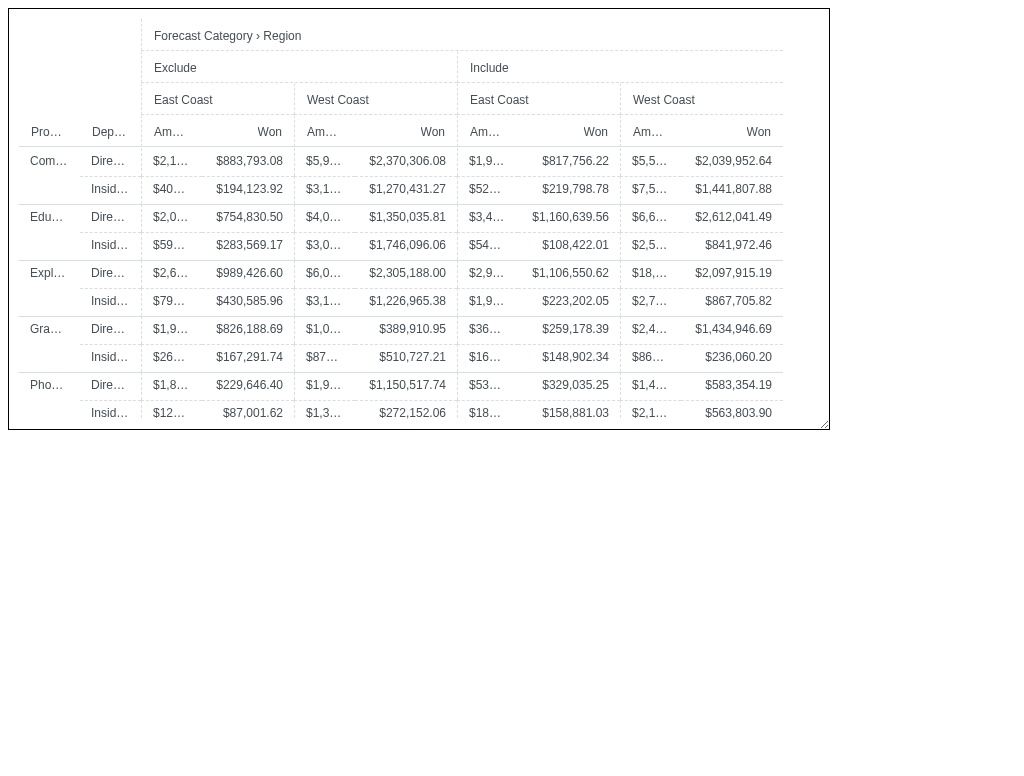 Forecast Category › Region
Exclude Include
East Coast West Coast East Coast West Coast
Pro… Dep… Am… Won Am… Won Am… Won Am… Won
Com… Dire… $2,1… $883,793.08 $5,9… $2,370,306.08 $1,9… $817,756.22 $5,5… $2,039,952.64
Insid… $40… $194,123.92 $3,1… $1,270,431.27 $52… $219,798.78 $7,5… $1,441,807.88
Edu… Dire… $2,0… $754,830.50 $4,0… $1,350,035.81 $3,4… $1,160,639.56 $6,6… $2,612,041.49
Insid… $59… $283,569.17 $3,0… $1,746,096.06 $54… $108,422.01 $2,5… $841,972.46
Expl… Dire… $2,6… $989,426.60 $6,0… $2,305,188.00 $2,9… $1,106,550.62 $18,… $2,097,915.19
Insid… $79… $430,585.96 $3,1… $1,226,965.38 $1,9… $223,202.05 $2,7… $867,705.82
Gra… Dire… $1,9… $826,188.69 $1,0… $389,910.95 $36… $259,178.39 $2,4… $1,434,946.69
Insid… $26… $167,291.74 $87… $510,727.21 $16… $148,902.34 $86… $236,060.20
Pho… Dire… $1,8… $229,646.40 $1,9… $1,150,517.74 $53… $329,035.25 $1,4… $583,354.19
Insid… $12… $87,001.62 $1,3… $272,152.06 $18… $158,881.03 $2,1… $563,803.90